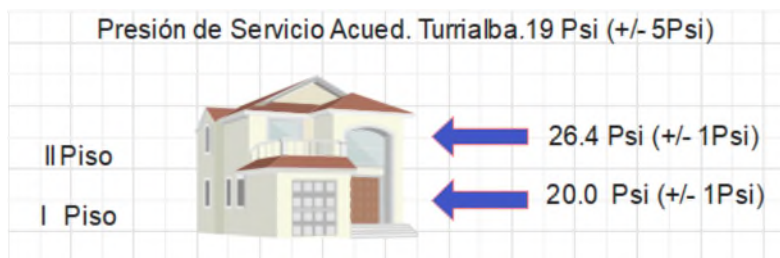 Presión de Servicio Acued. Turrialba.19 Psi (+/- 5Psi)
II Piso
26.4 Psi (+/- 1Psi)
I Piso
20.0 Psi (+/- 1Psi)